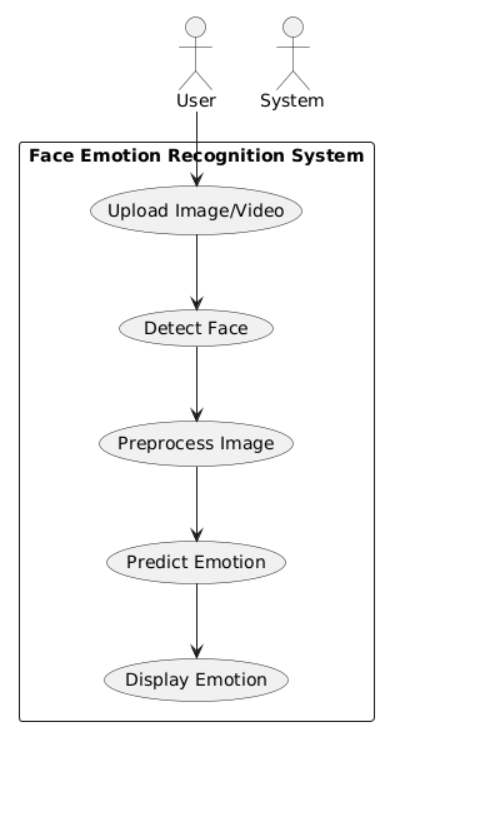 User
System
Face Emotion Recognition System
Upload Image/Video
Detect Face
Preprocess Image
Predict Emotion
Display Emotion